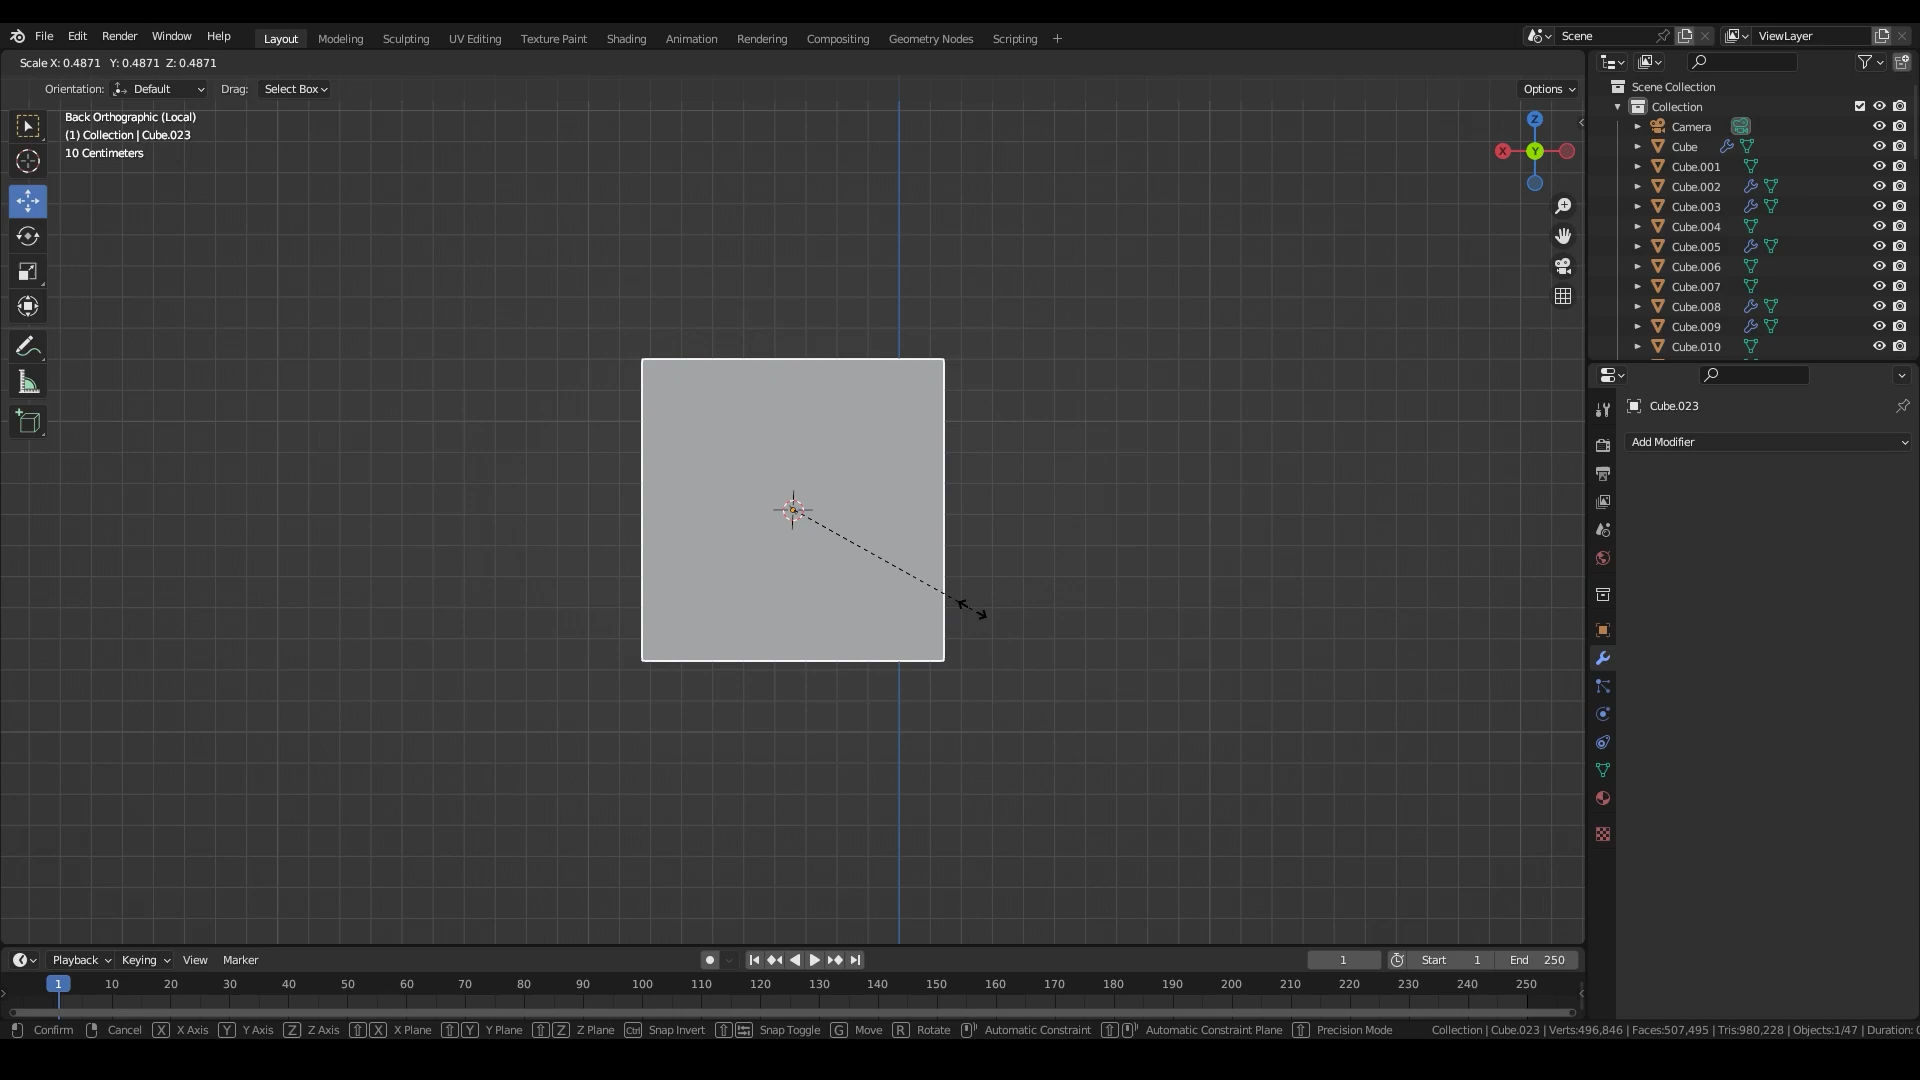 File Edit Render Window Help Layout Modeling Sculpting UV Editing Texture Paint Shading Animation Rendering Compositing Geometry Nodes Scripting + Scene ViewLayer
Scale X: 0.4871 Y: 0.4871 Z: 0.4871
Orientation: Default Drag: Select Box Options
Back Orthographic (Local)
(1) Collection | Cube.023
10 Centimeters
Z
X
Y
Scene Collection
Collection
Camera
Cube
Cube.001
Cube.002
Cube.003
Cube.004
Cube.005
Cube.006
Cube.007
Cube.008
Cube.009
Cube.010
Cube.023
Add Modifier
Playback Keying View Marker 1 Start 1 End 250
1 10 20 30 40 50 60 70 80 90 100 110 120 130 140 150 160 170 180 190 200 210 220 230 240 250
Confirm Cancel X X Axis Y Y Axis Z Z Axis X X Plane Y Y Plane Z Z Plane Ctrl Snap Invert Snap Toggle G Move R Rotate Automatic Constraint Automatic Constraint Plane Precision Mode Collection | Cube.023 | Verts:496,846 | Faces:507,495 | Tris:980,228 | Objects:1/47 | Duration: